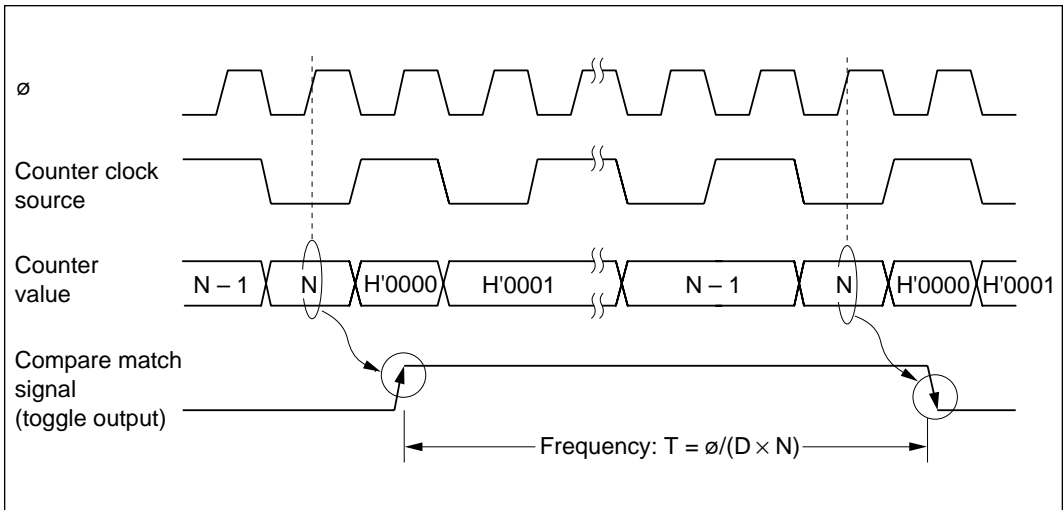 ø
Counter clock
source
Counter
value
N – 1 N H'0000 H'0001 N – 1 N H'0000 H'0001
Compare match
signal
(toggle output)
Frequency: T = ø/(D × N)